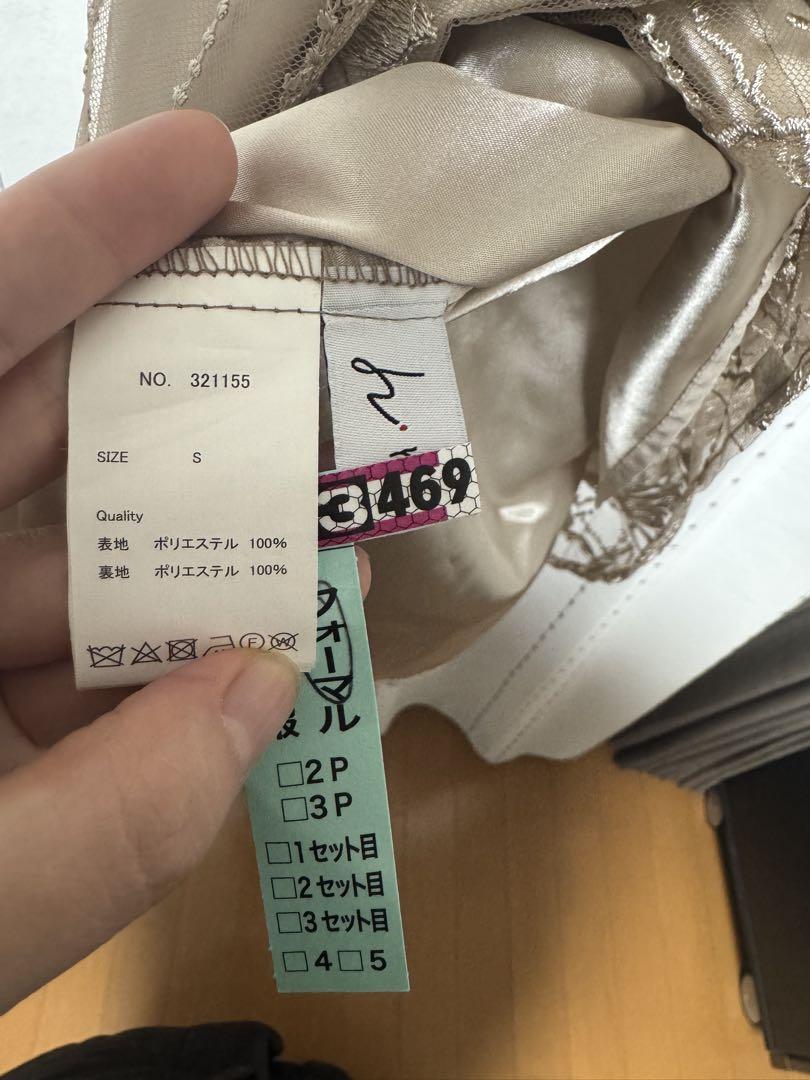 NO. 321155
SIZE S
Quality
表地 ポリエステル 100%
裏地 ポリエステル 100%
hi
469
フォーマル
□2P
□3P
□1セット目
□2セット目
□3セット目
□4□5